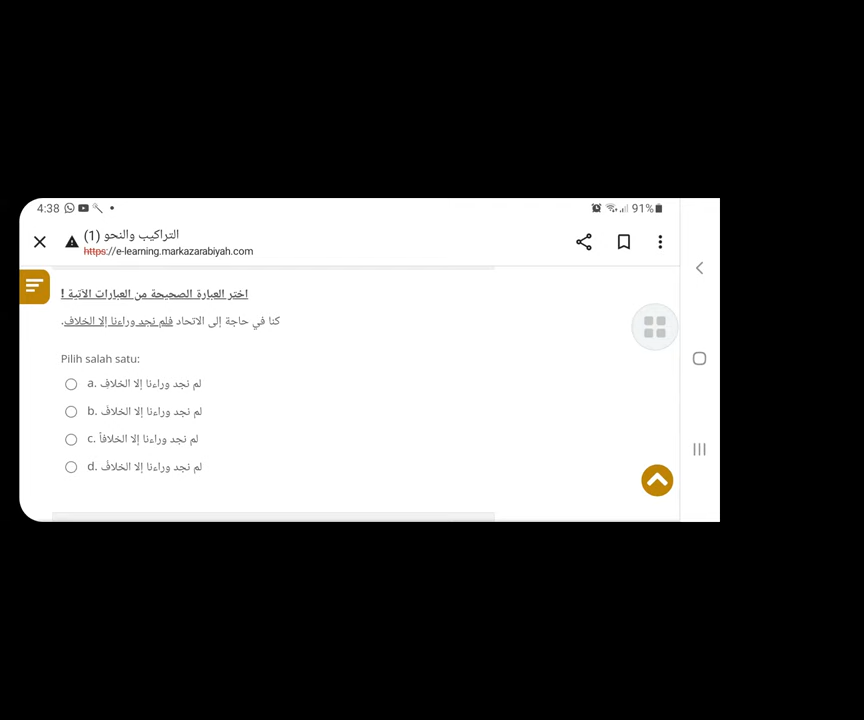 4:38
91%
التراكيب والنحو (1)
https://e-learning.markazarabiyah.com
اختر العبارة الصحيحة من العبارات الآتية !
كنا في حاجة إلى الاتحاد فلم نجد وراءنا إلا الخلاف.
Pilih salah satu:
a. لم نجد وراءنا إلا الخلافِ
b. لم نجد وراءنا إلا الخلافَ
c. لم نجد وراءنا إلا الخلافاً
d. لم نجد وراءنا إلا الخلافُ